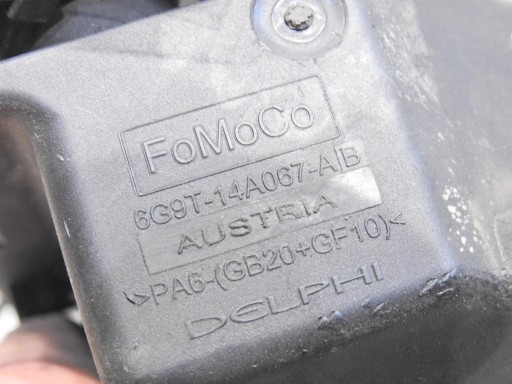 FoMoCo
6G9T-14A067-AB
AUSTRIA
>PA6-(GB20+GF10)<
DELPHI